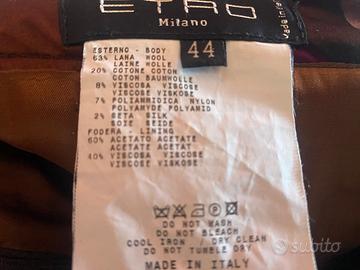 ETRO
Milano
Made in Italy
44
ESTERNO - BODY
63% LANA WOOL
LAINE WOLLE
20% COTONE COTON
COTON BAUMWOLLE
8% VISCOSA VISCOSE
VISCOSE VISKOSE
7% POLIAMMIDICA NYLON
POLYAMYDE POLYAMID
2% SETA SILK
SOIE SEIDE
FODERA - LINING
60% ACETATO ACETATE
ACETAT ACETAT
40% VISCOSA VISCOSE
VISCOSE VISKOSE
DO NOT WASH
DO NOT BLEACH
COOL IRON DRY CLEAN
DO NOT TUMBLE DRY
MADE IN ITALY
subito